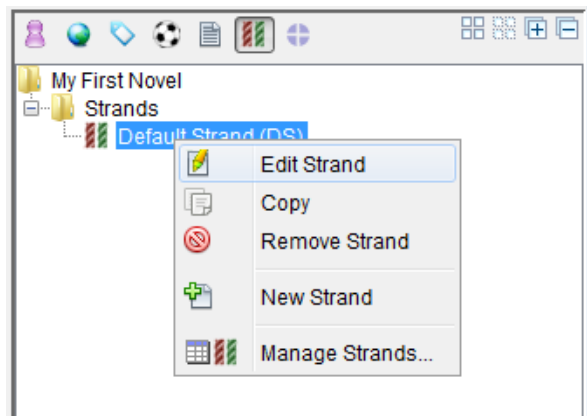 My First Novel
Strands
Default Strand (DS)
Edit Strand
Copy
Remove Strand
New Strand
Manage Strands...